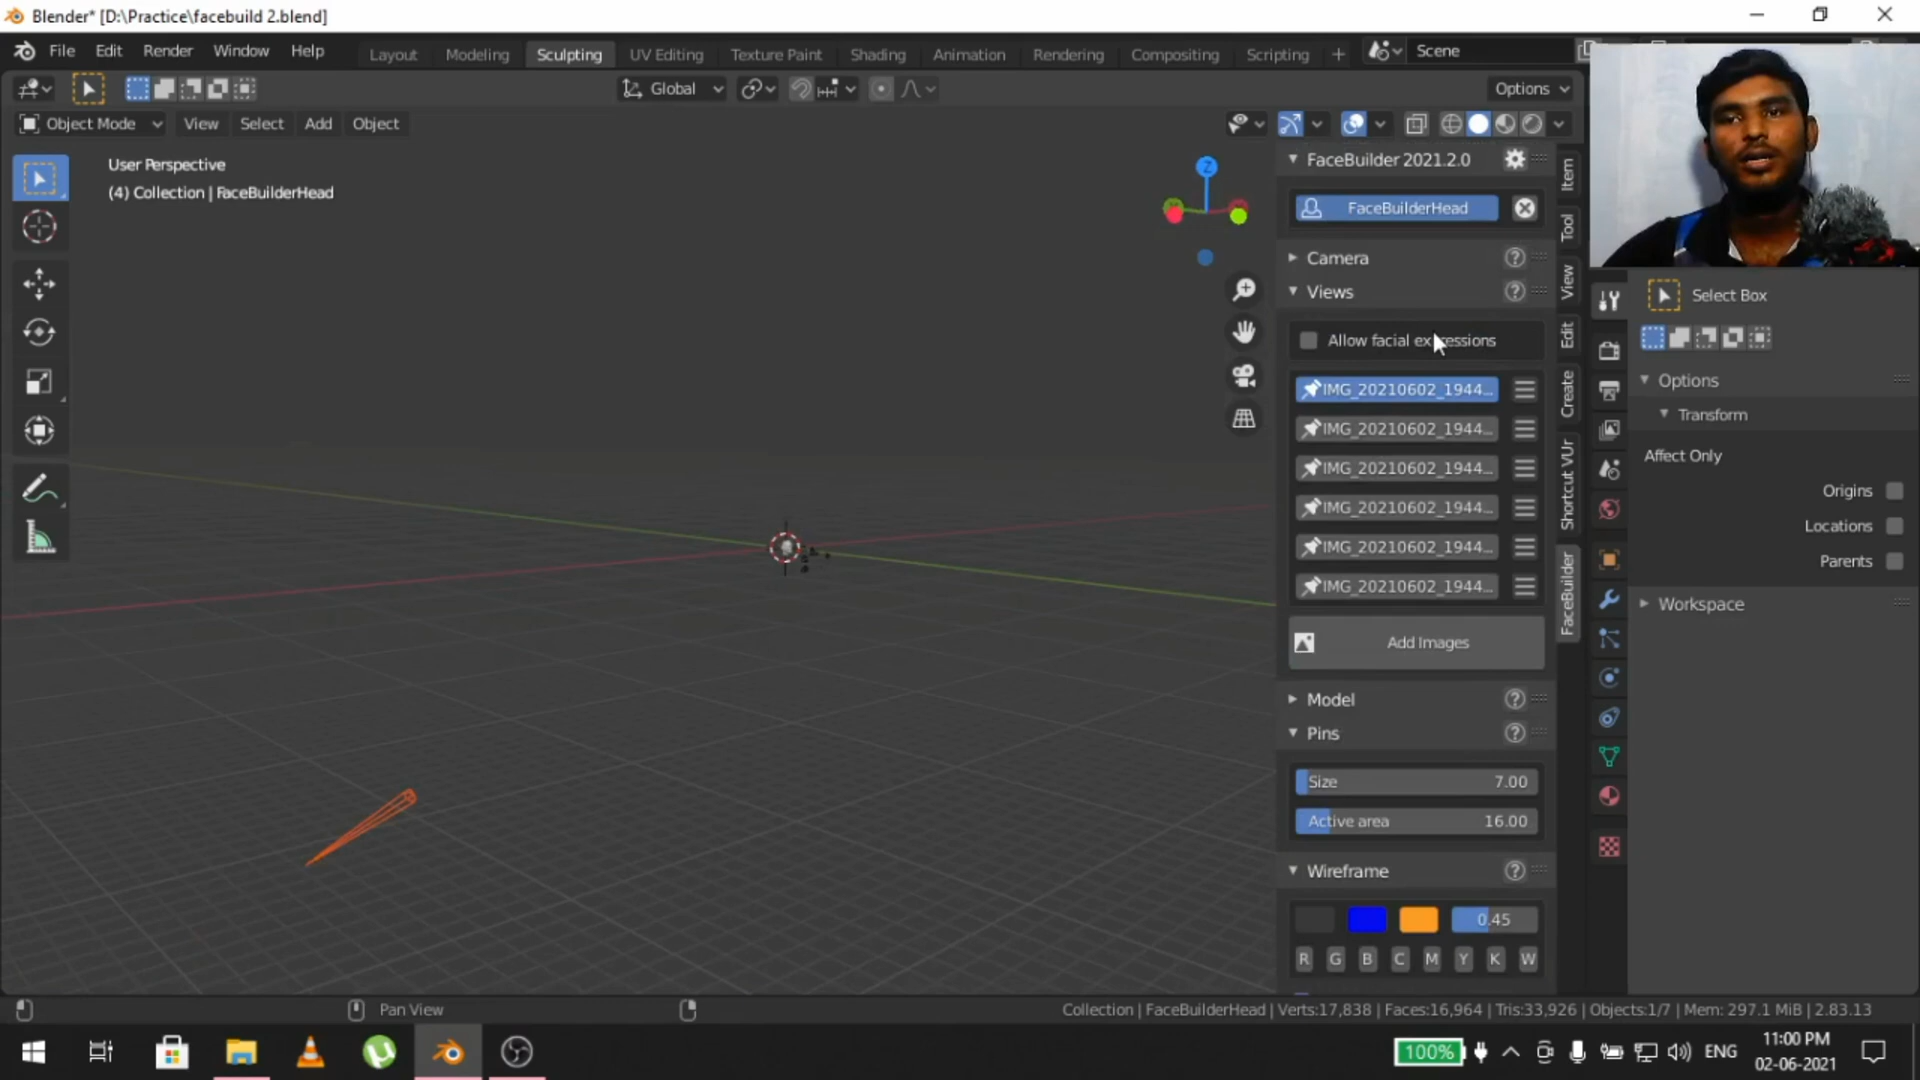 Blender* [D:\Practice\facebuild 2.blend]
File Edit Render Window Help
Layout Modeling Sculpting UV Editing Texture Paint Shading Animation Rendering Compositing Scripting +
Scene
Global
Options
Object Mode View Select Add Object
User Perspective
(4) Collection | FaceBuilderHead
Z
FaceBuilder 2021.2.0
FaceBuilderHead
Camera
Views
Allow facial expressions
IMG_20210602_1944...
IMG_20210602_1944...
IMG_20210602_1944...
IMG_20210602_1944...
IMG_20210602_1944...
IMG_20210602_1944...
Add Images
Model
Pins
Size 7.00
Active area 16.00
Wireframe
0.45
R G B C M Y K W
Item
Tool
View
Edit
Create
Shortcut VUr
FaceBuilder
Select Box
Options
Transform
Affect Only
Origins
Locations
Parents
Workspace
Pan View
Collection | FaceBuilderHead | Verts:17,838 | Faces:16,964 | Tris:33,926 | Objects:1/7 | Mem: 297.1 MiB | 2.83.13
100%
ENG
11:00 PM
02-06-2021